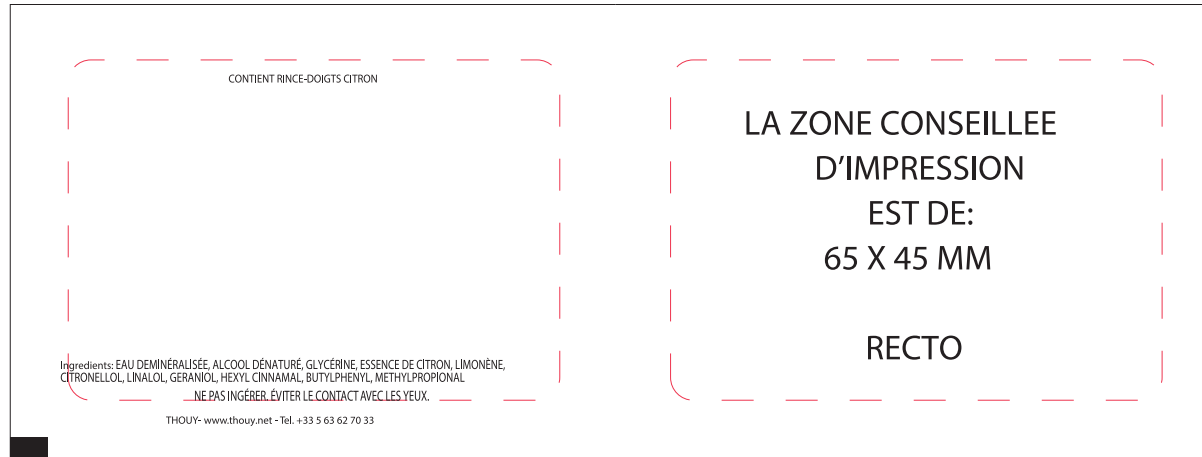 CONTIENT RINCE-DOIGTS CITRON
Ingredients: EAU DEMINÉRALISÉE, ALCOOL DÉNATURÉ, GLYCÉRINE, ESSENCE DE CITRON, LIMONÈNE,
CITRONELLOL, LINALOL, GERANIOL, HEXYL CINNAMAL, BUTYLPHENYL, METHYLPROPIONAL
NE PAS INGÉRER. ÉVITER LE CONTACT AVEC LES YEUX.
THOUY- www.thouy.net - Tel. +33 5 63 62 70 33
LA ZONE CONSEILLEE
D'IMPRESSION
EST DE:
65 X 45 MM
RECTO